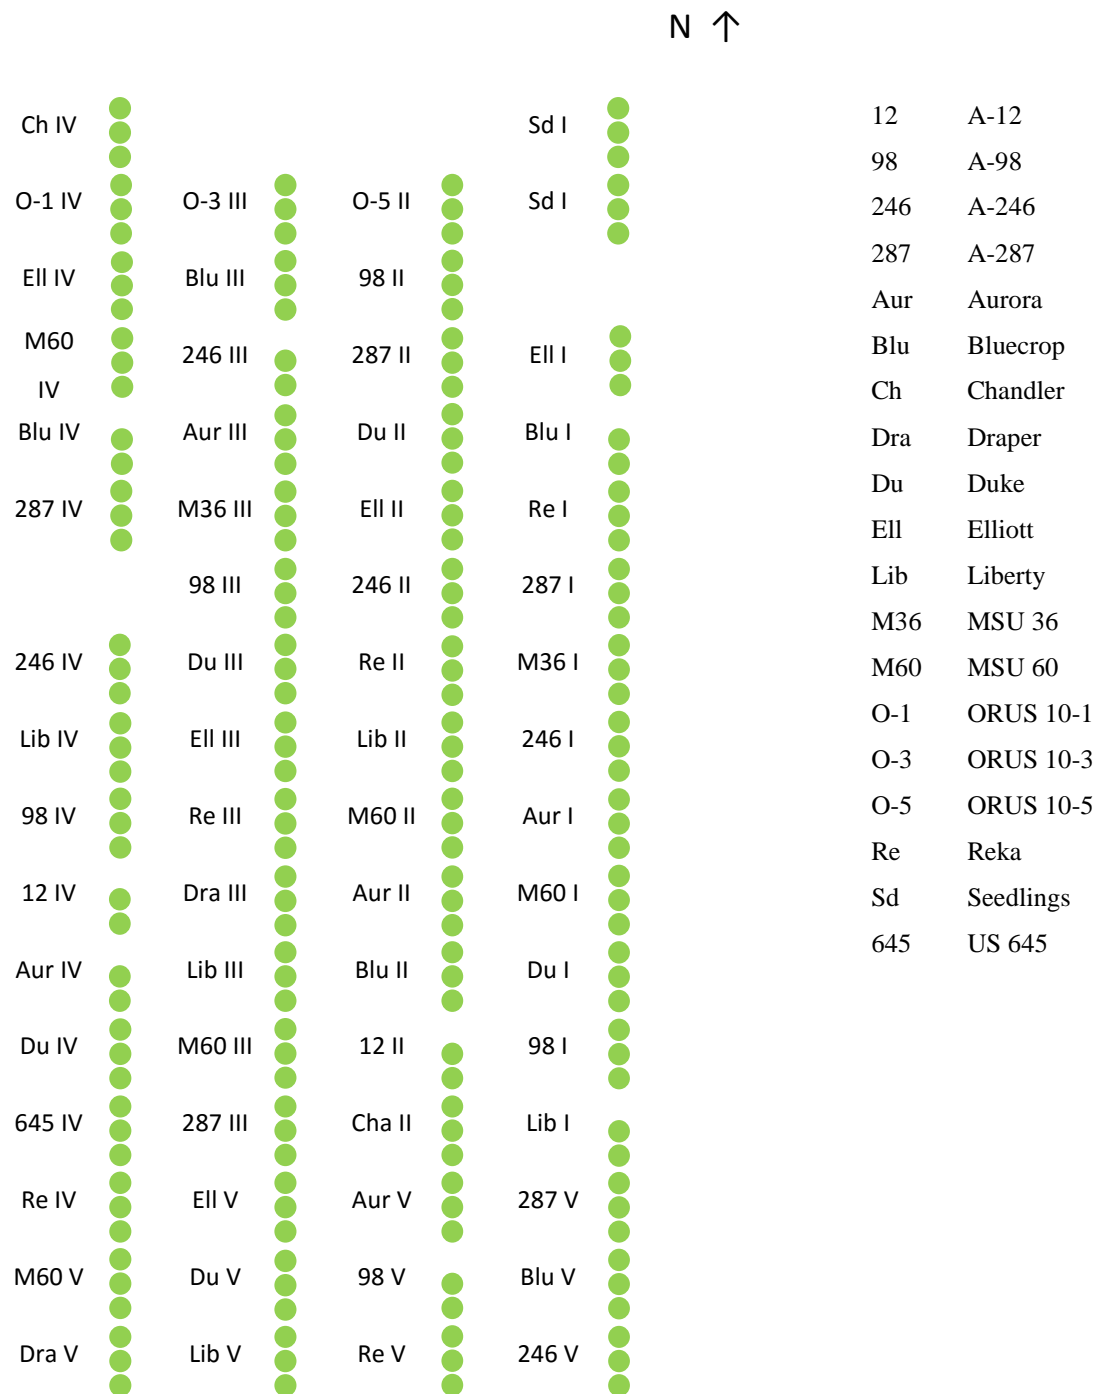 N ↑
Ch IV Sd I
O-1 IV O-3 III O-5 II Sd I
Ell IV Blu III 98 II
M60
IV 246 III 287 II Ell I
Blu IV Aur III Du II Blu I
287 IV M36 III Ell II Re I
98 III 246 II 287 I
246 IV Du III Re II M36 I
Lib IV Ell III Lib II 246 I
98 IV Re III M60 II Aur I
12 IV Dra III Aur II M60 I
Aur IV Lib III Blu II Du I
Du IV M60 III 12 II 98 I
645 IV 287 III Cha II Lib I
Re IV Ell V Aur V 287 V
M60 V Du V 98 V Blu V
Dra V Lib V Re V 246 V
12 A-12
98 A-98
246 A-246
287 A-287
Aur Aurora
Blu Bluecrop
Ch Chandler
Dra Draper
Du Duke
Ell Elliott
Lib Liberty
M36 MSU 36
M60 MSU 60
O-1 ORUS 10-1
O-3 ORUS 10-3
O-5 ORUS 10-5
Re Reka
Sd Seedlings
645 US 645